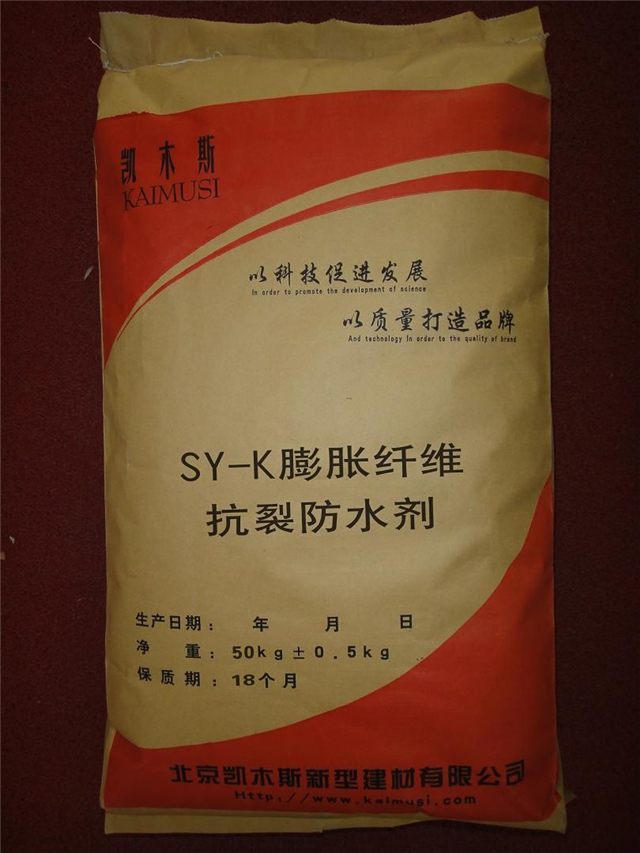 凯木斯
KAIMUSI
以科技促进发展
In order to promote the development of science
以质量打造品牌
And technology In order to the quality of brand
SY-K膨胀纤维
抗裂防水剂
生产日期： 年 月 日
净 重：50kg±0.5kg
保质期：18个月
北京凯木斯新型建材有限公司
Http://www.kaimusi.com